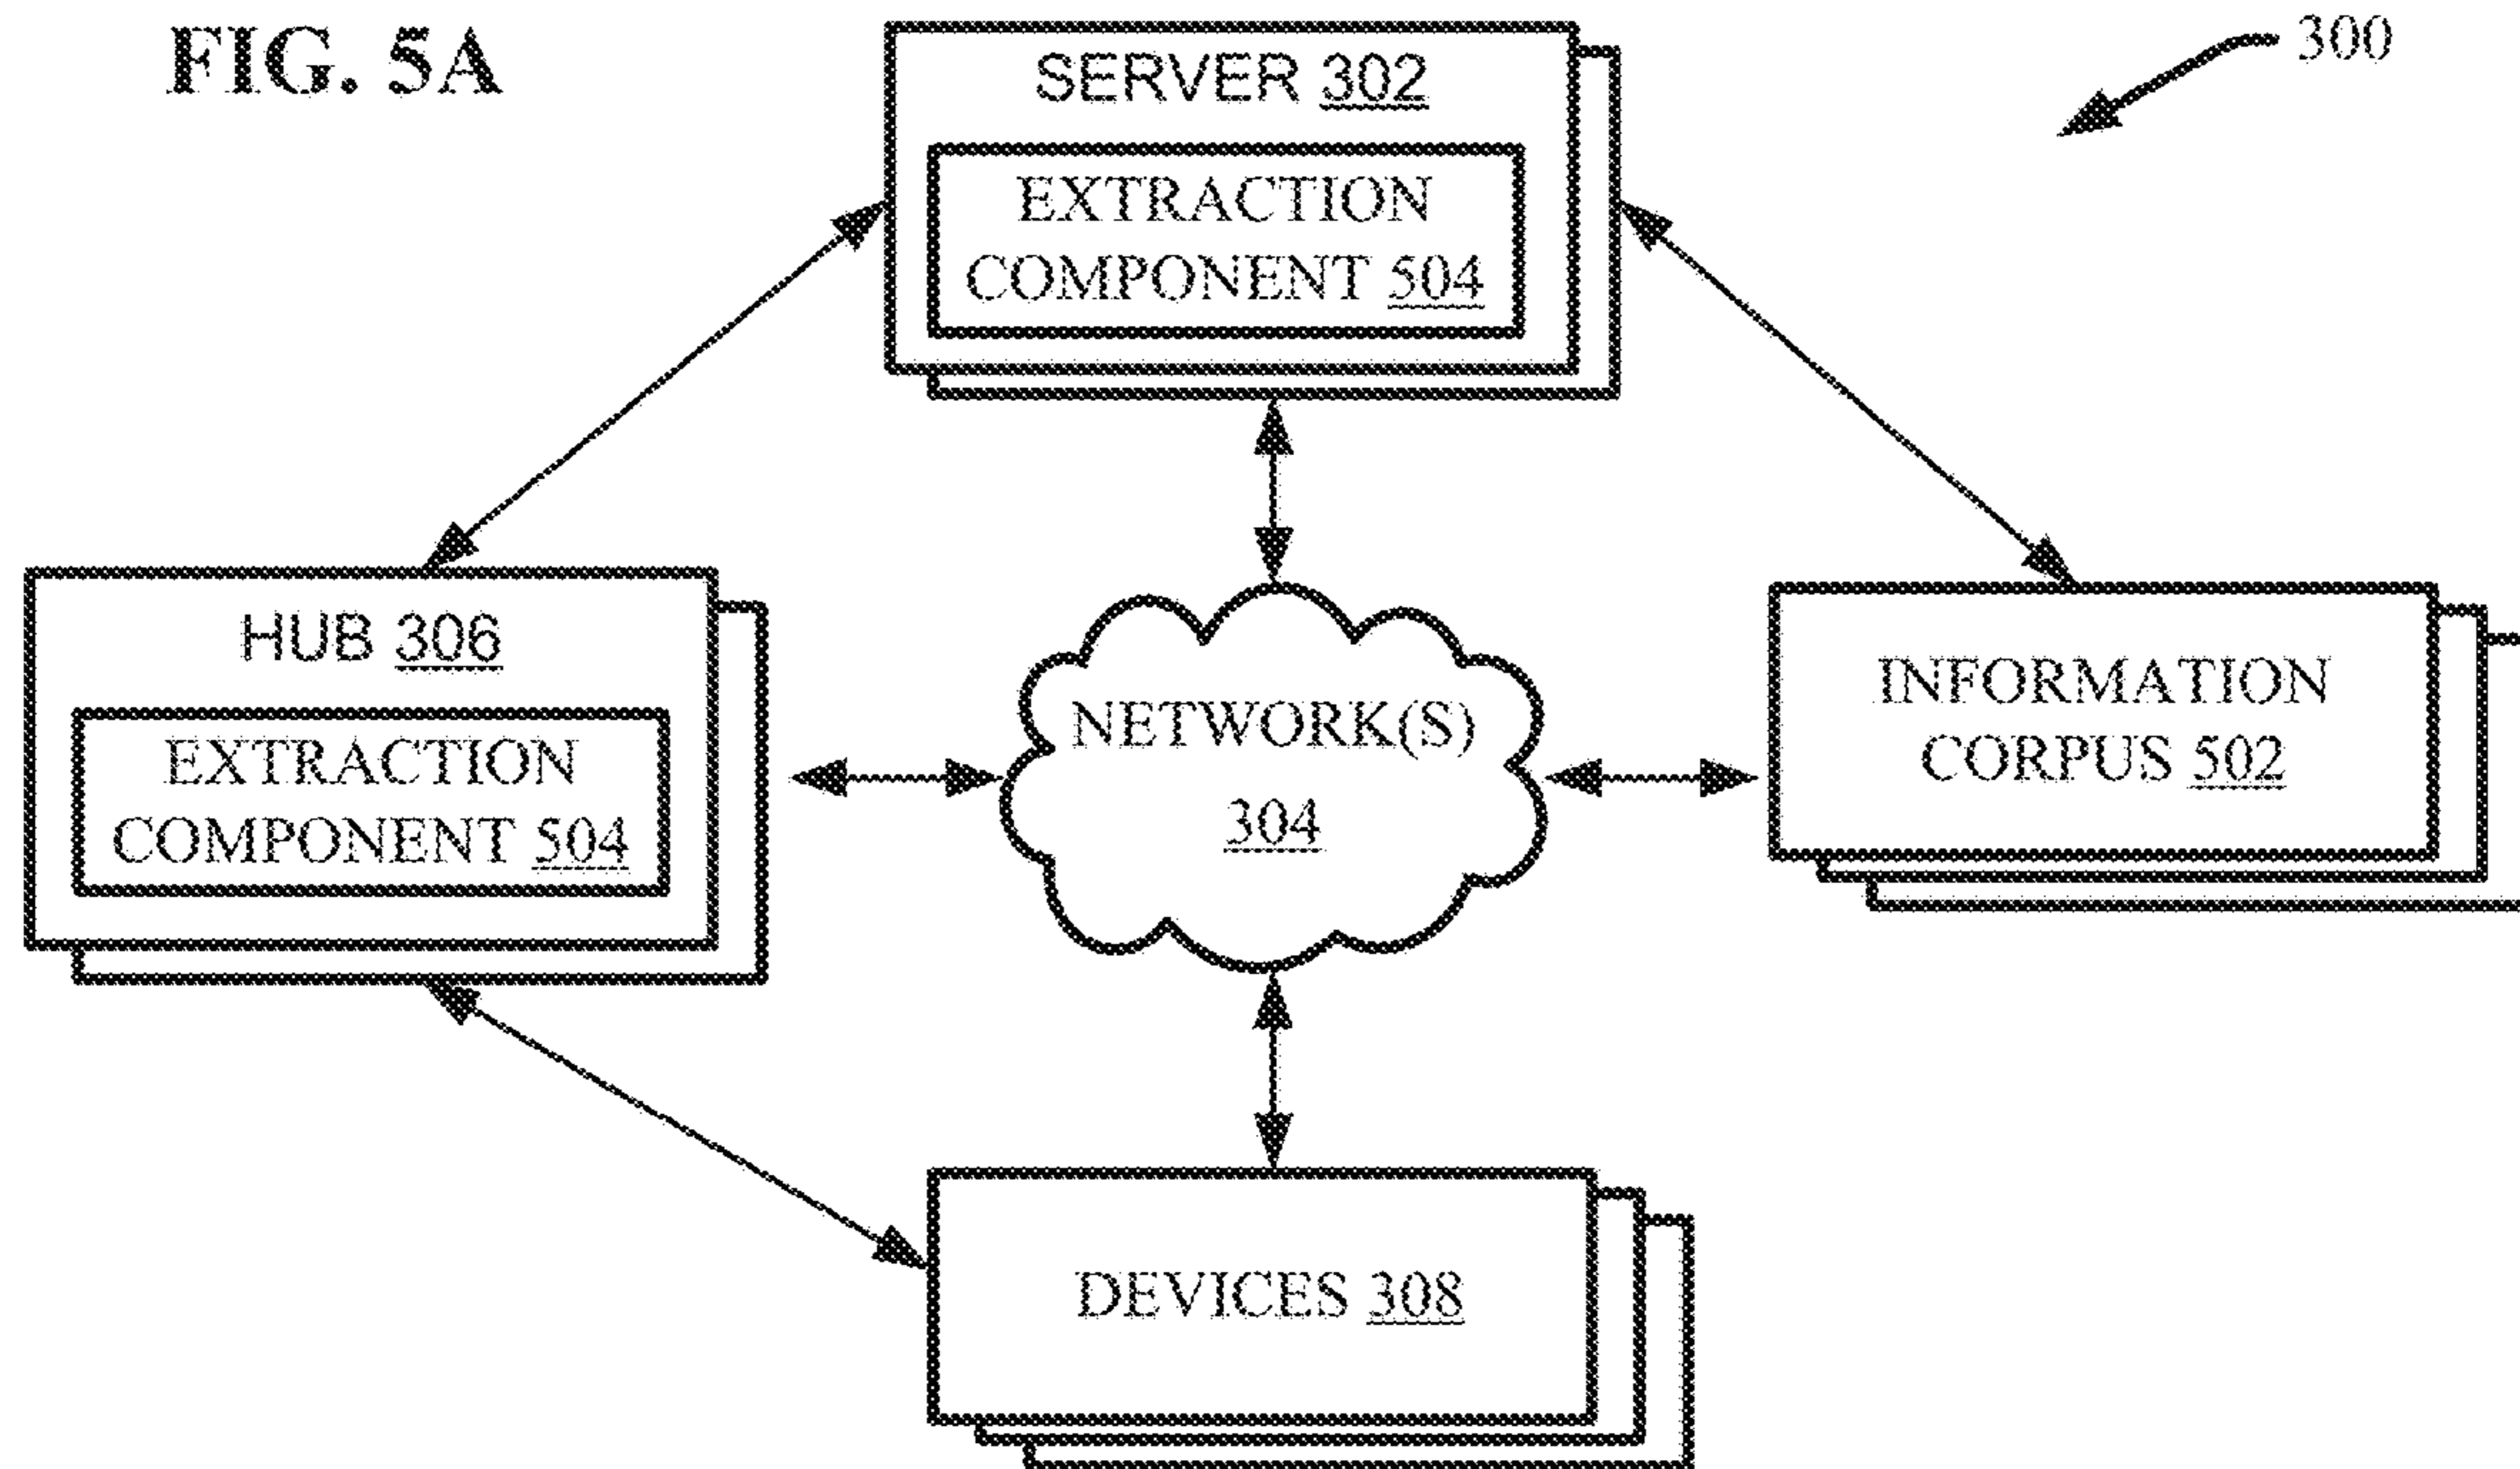 FIG. 5A
300
SERVER 302
EXTRACTION
COMPONENT 504
HUB 306
EXTRACTION
COMPONENT 504
NETWORK(S)
304
INFORMATION
CORPUS 502
DEVICES 308